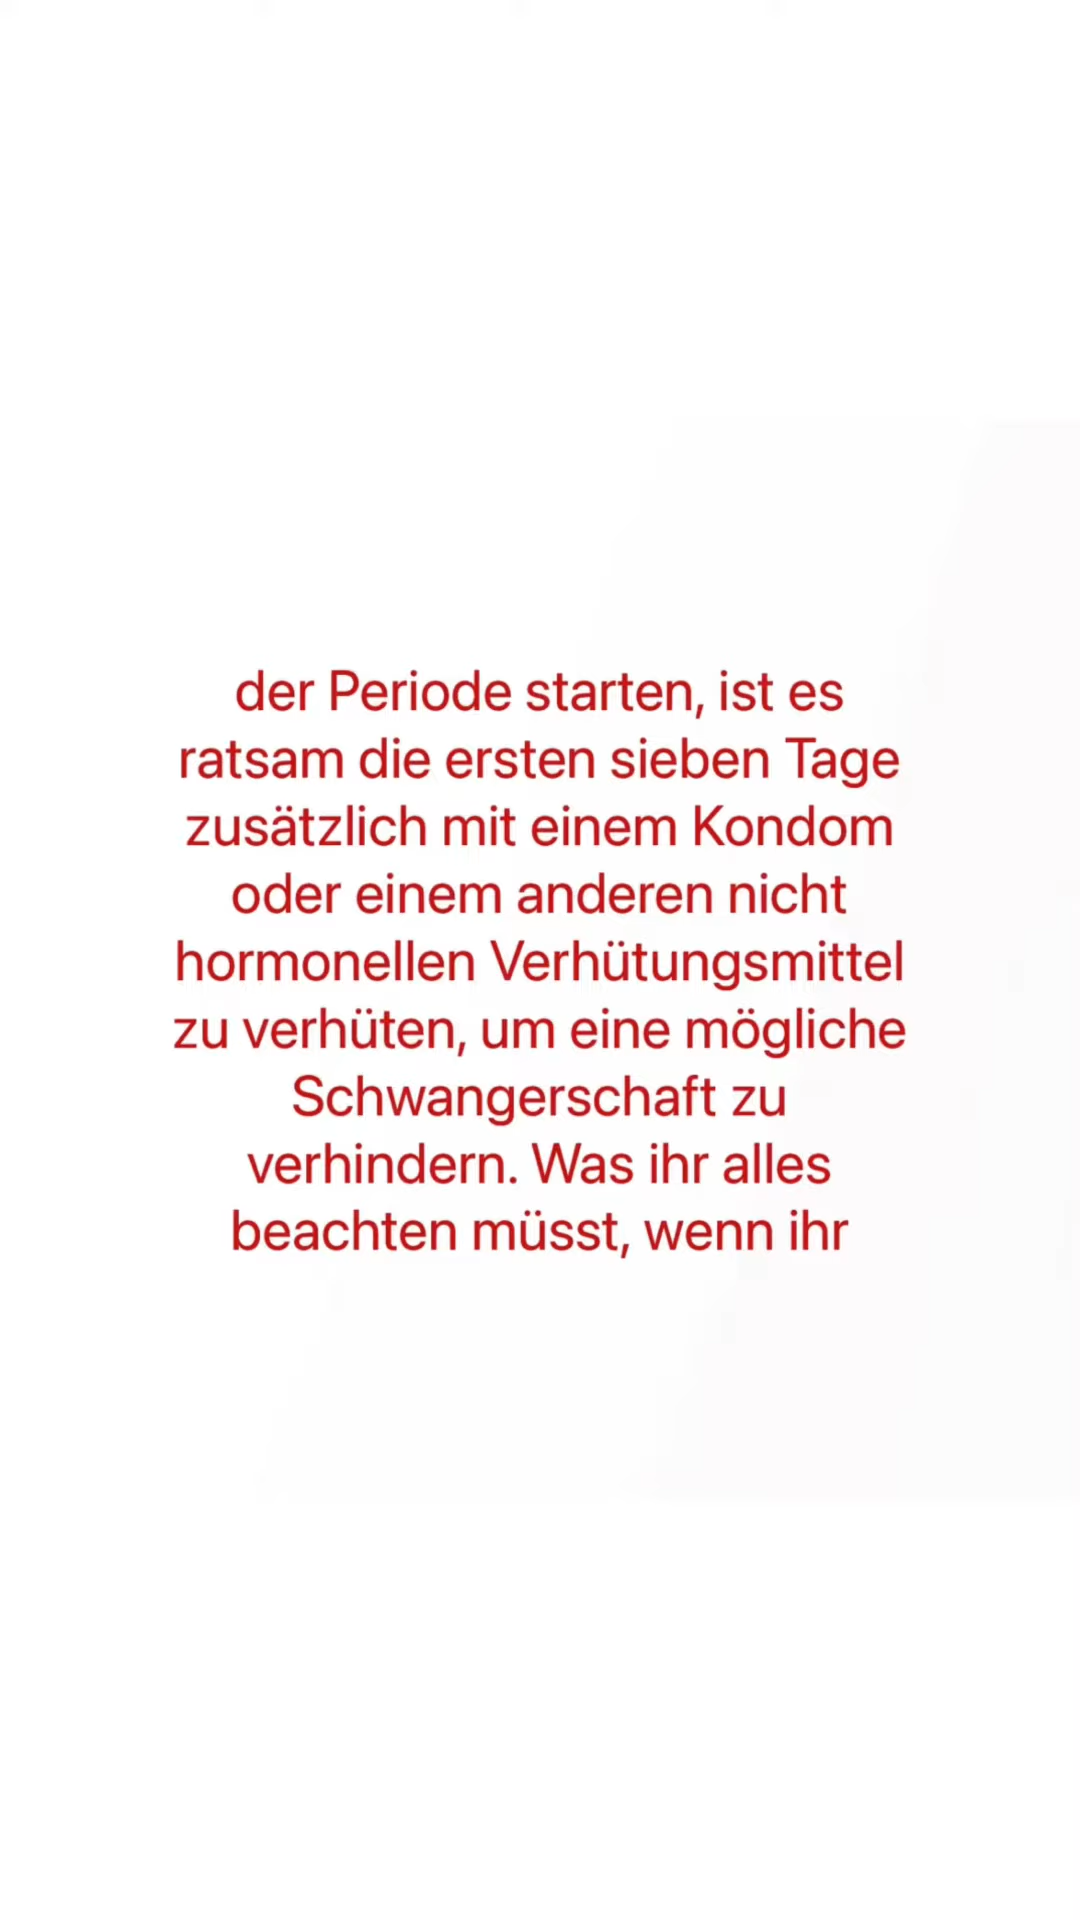 der Periode starten, ist es
ratsam die ersten sieben Tage
zusätzlich mit einem Kondom
oder einem anderen nicht
hormonellen Verhütungsmittel
zu verhüten, um eine mögliche
Schwangerschaft zu
verhindern. Was ihr alles
beachten müsst, wenn ihr